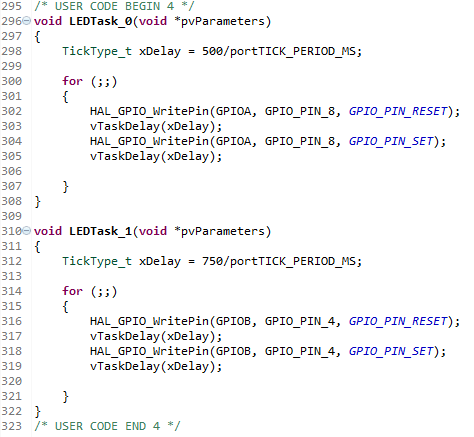 295 /* USER CODE BEGIN 4 */
296 void LEDTask_0(void *pvParameters)
297 {
298     TickType_t xDelay = 500/portTICK_PERIOD_MS;
299
300     for (;;)
301     {
302         HAL_GPIO_WritePin(GPIOA, GPIO_PIN_8, GPIO_PIN_RESET);
303         vTaskDelay(xDelay);
304         HAL_GPIO_WritePin(GPIOA, GPIO_PIN_8, GPIO_PIN_SET);
305         vTaskDelay(xDelay);
306
307     }
308 }
309
310 void LEDTask_1(void *pvParameters)
311 {
312     TickType_t xDelay = 750/portTICK_PERIOD_MS;
313
314     for (;;)
315     {
316         HAL_GPIO_WritePin(GPIOB, GPIO_PIN_4, GPIO_PIN_RESET);
317         vTaskDelay(xDelay);
318         HAL_GPIO_WritePin(GPIOB, GPIO_PIN_4, GPIO_PIN_SET);
319         vTaskDelay(xDelay);
320
321     }
322 }
323 /* USER CODE END 4 */